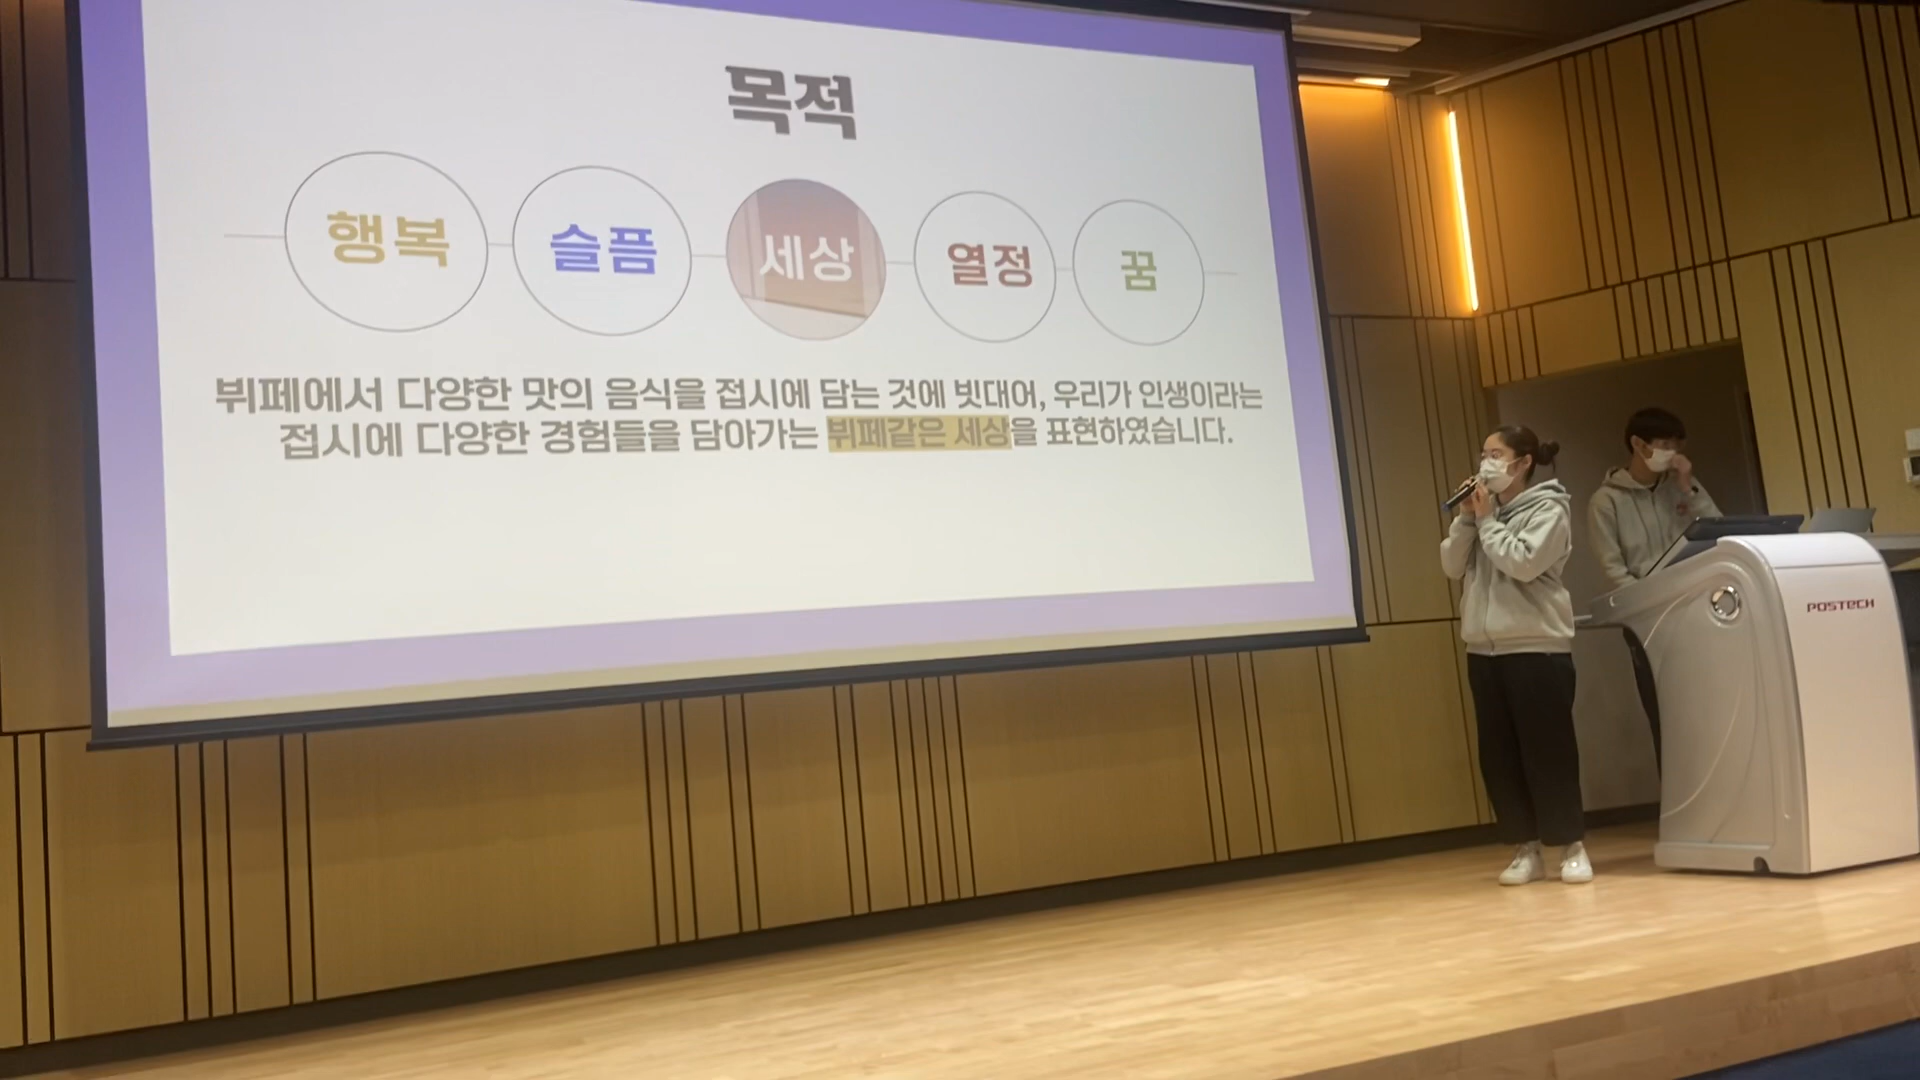 목적
행복 슬픔 세상 열정 꿈
뷔페에서 다양한 맛의 음식을 접시에 담는 것에 빗대어, 우리가 인생이라는
접시에 다양한 경험들을 담아가는 뷔페같은 세상을 표현하였습니다.
POSTECH